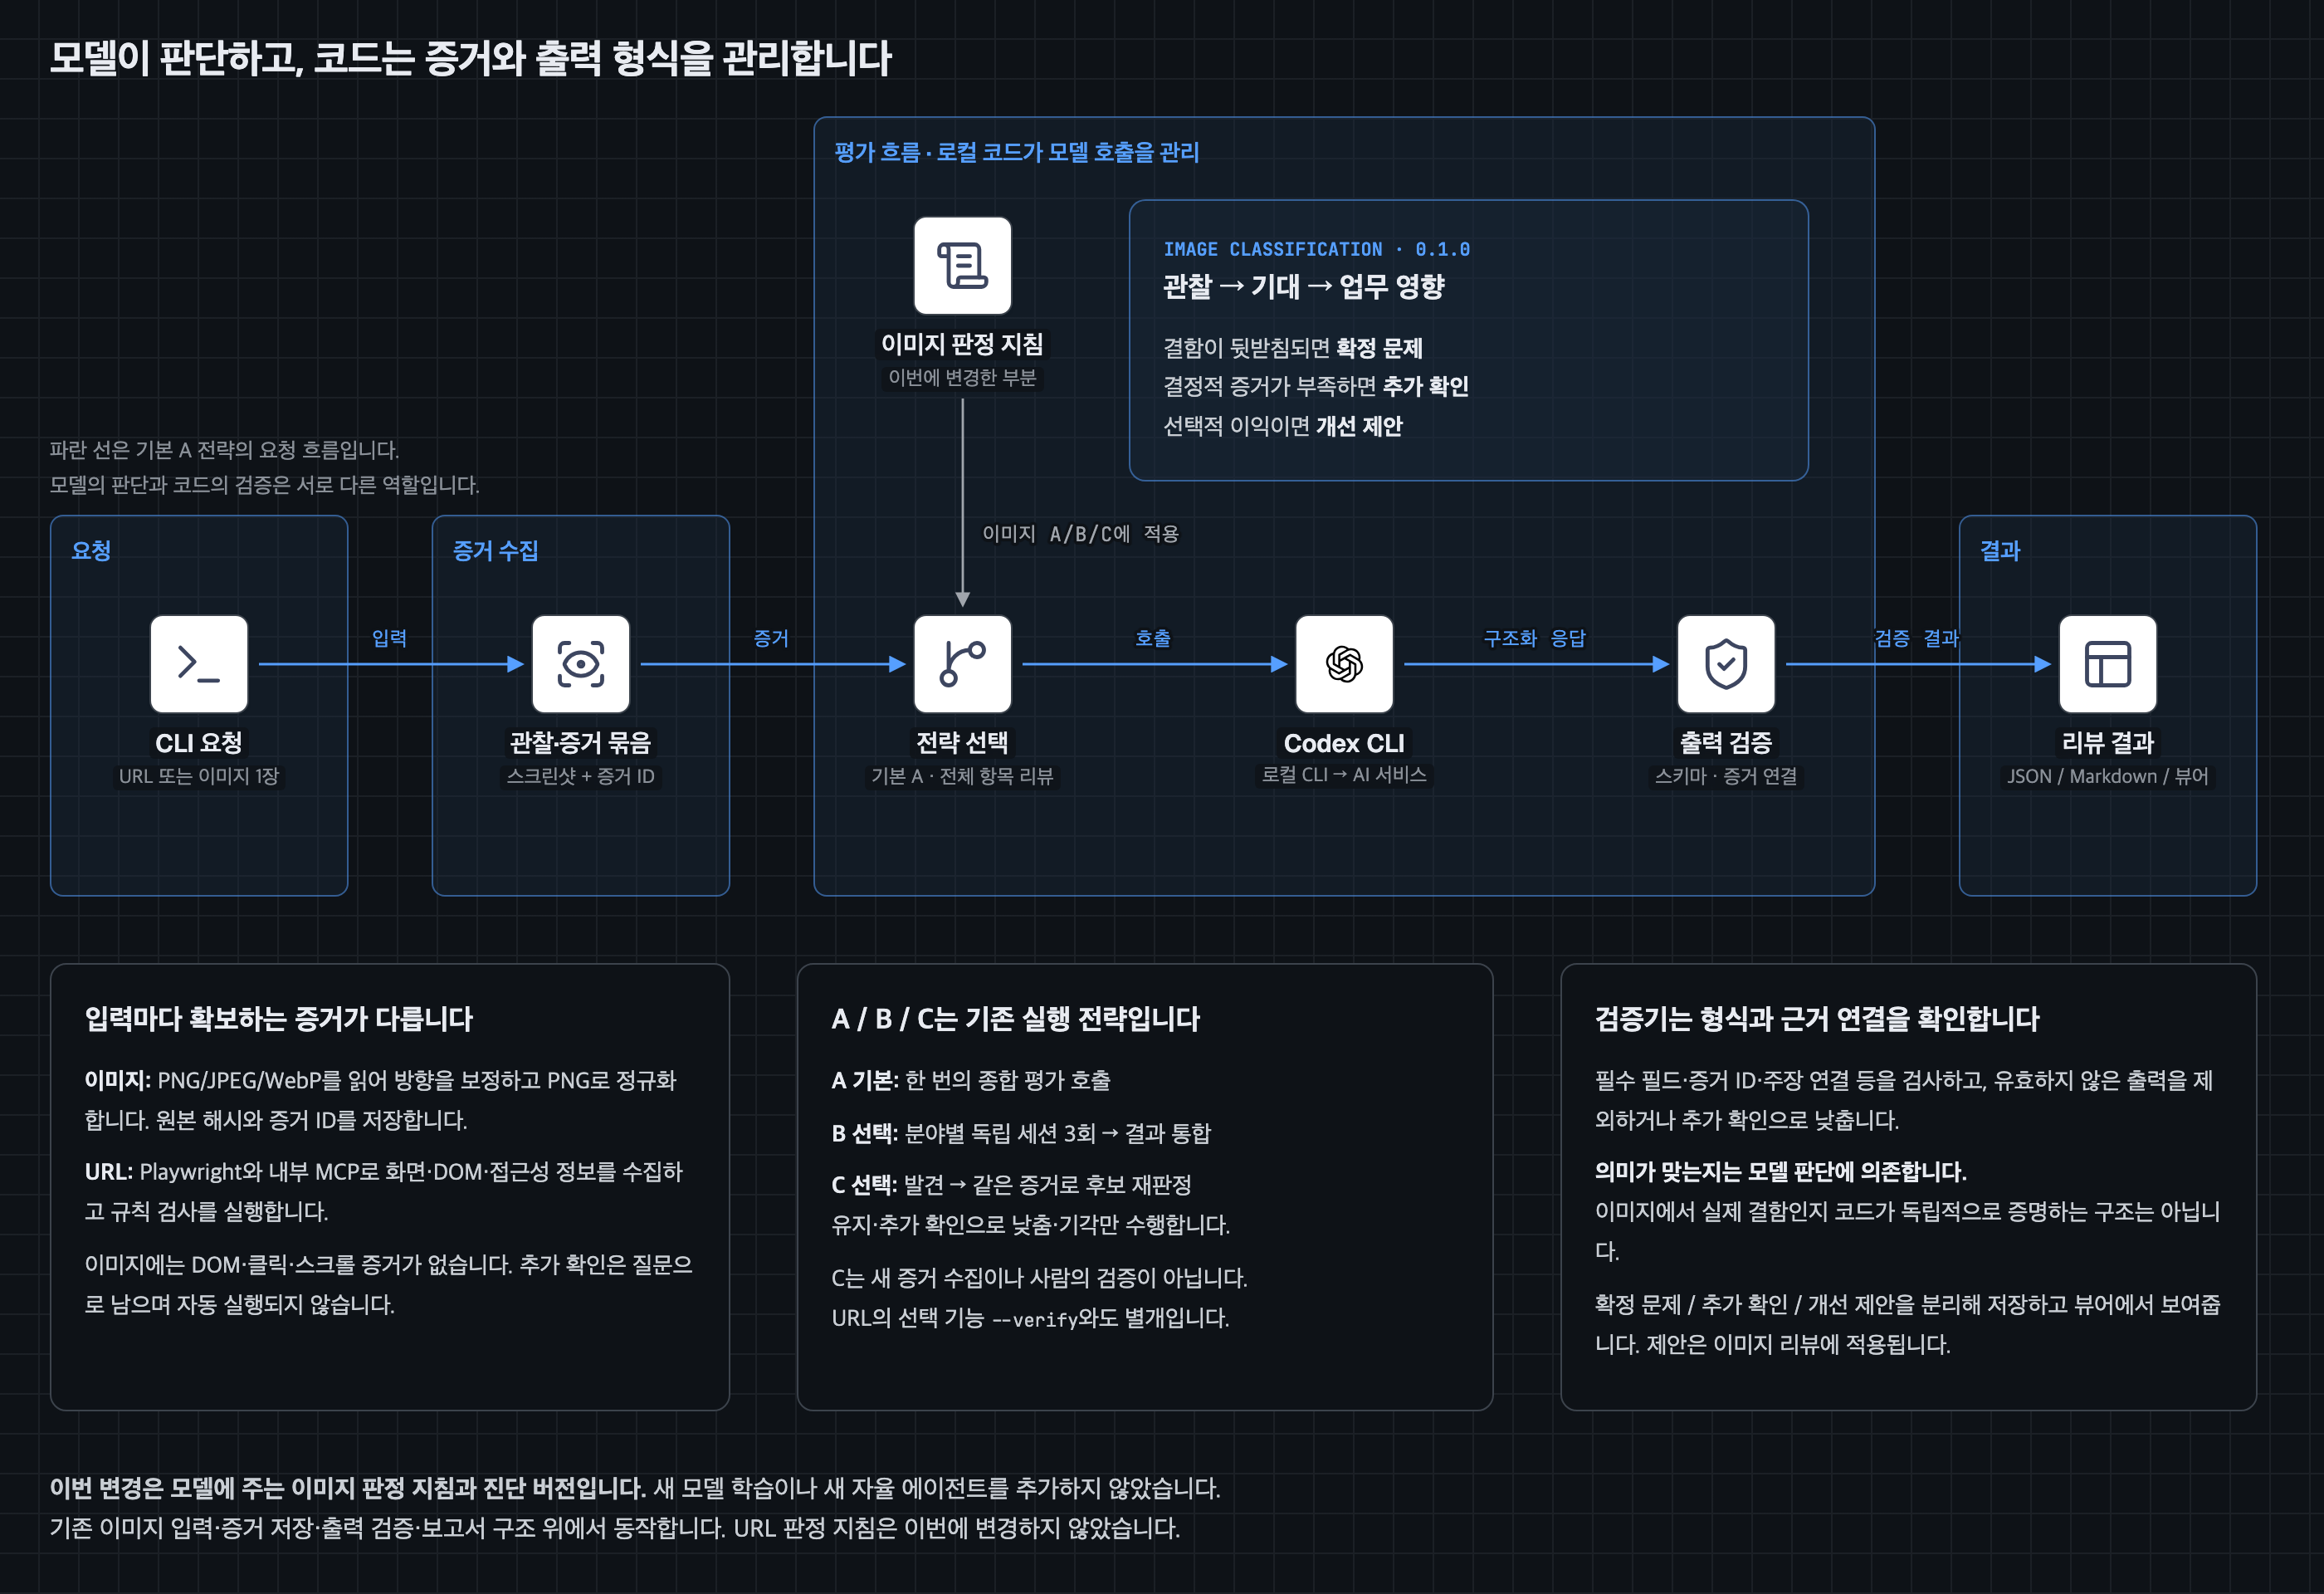 모델이 판단하고, 코드는 증거와 출력 형식을 관리합니다
평가 흐름 · 로컬 코드가 모델 호출을 관리
이미지 판정 지침
이번에 변경한 부분
IMAGE CLASSIFICATION · 0.1.0
관찰 → 기대 → 업무 영향
결함이 뒷받침되면 확정 문제
결정적 증거가 부족하면 추가 확인
선택적 이익이면 개선 제안
파란 선은 기본 A 전략의 요청 흐름입니다.
모델의 판단과 코드의 검증은 서로 다른 역할입니다.
이미지 A/B/C에 적용
요청
CLI 요청
URL 또는 이미지 1장
입력
증거 수집
관찰·증거 묶음
스크린샷 + 증거 ID
증거
전략 선택
기본 A · 전체 항목 리뷰
호출
Codex CLI
로컬 CLI → AI 서비스
구조화 응답
출력 검증
스키마 · 증거 연결
검증 결과
결과
리뷰 결과
JSON / Markdown / 뷰어
입력마다 확보하는 증거가 다릅니다
이미지: PNG/JPEG/WebP를 읽어 방향을 보정하고 PNG로 정규화
합니다. 원본 해시와 증거 ID를 저장합니다.
URL: Playwright와 내부 MCP로 화면·DOM·접근성 정보를 수집하
고 규칙 검사를 실행합니다.
이미지에는 DOM·클릭·스크롤 증거가 없습니다. 추가 확인은 질문으
로 남으며 자동 실행되지 않습니다.
A / B / C는 기존 실행 전략입니다
A 기본: 한 번의 종합 평가 호출
B 선택: 분야별 독립 세션 3회 → 결과 통합
C 선택: 발견 → 같은 증거로 후보 재판정
유지·추가 확인으로 낮춤·기각만 수행합니다.
C는 새 증거 수집이나 사람의 검증이 아닙니다.
URL의 선택 기능 --verify와도 별개입니다.
검증기는 형식과 근거 연결을 확인합니다
필수 필드·증거 ID·주장 연결 등을 검사하고, 유효하지 않은 출력을 제
외하거나 추가 확인으로 낮춥니다.
의미가 맞는지는 모델 판단에 의존합니다.
이미지에서 실제 결함인지 코드가 독립적으로 증명하는 구조는 아닙니
다.
확정 문제 / 추가 확인 / 개선 제안을 분리해 저장하고 뷰어에서 보여줍
니다. 제안은 이미지 리뷰에 적용됩니다.
이번 변경은 모델에 주는 이미지 판정 지침과 진단 버전입니다. 새 모델 학습이나 새 자율 에이전트를 추가하지 않았습니다.
기존 이미지 입력·증거 저장·출력 검증·보고서 구조 위에서 동작합니다. URL 판정 지침은 이번에 변경하지 않았습니다.